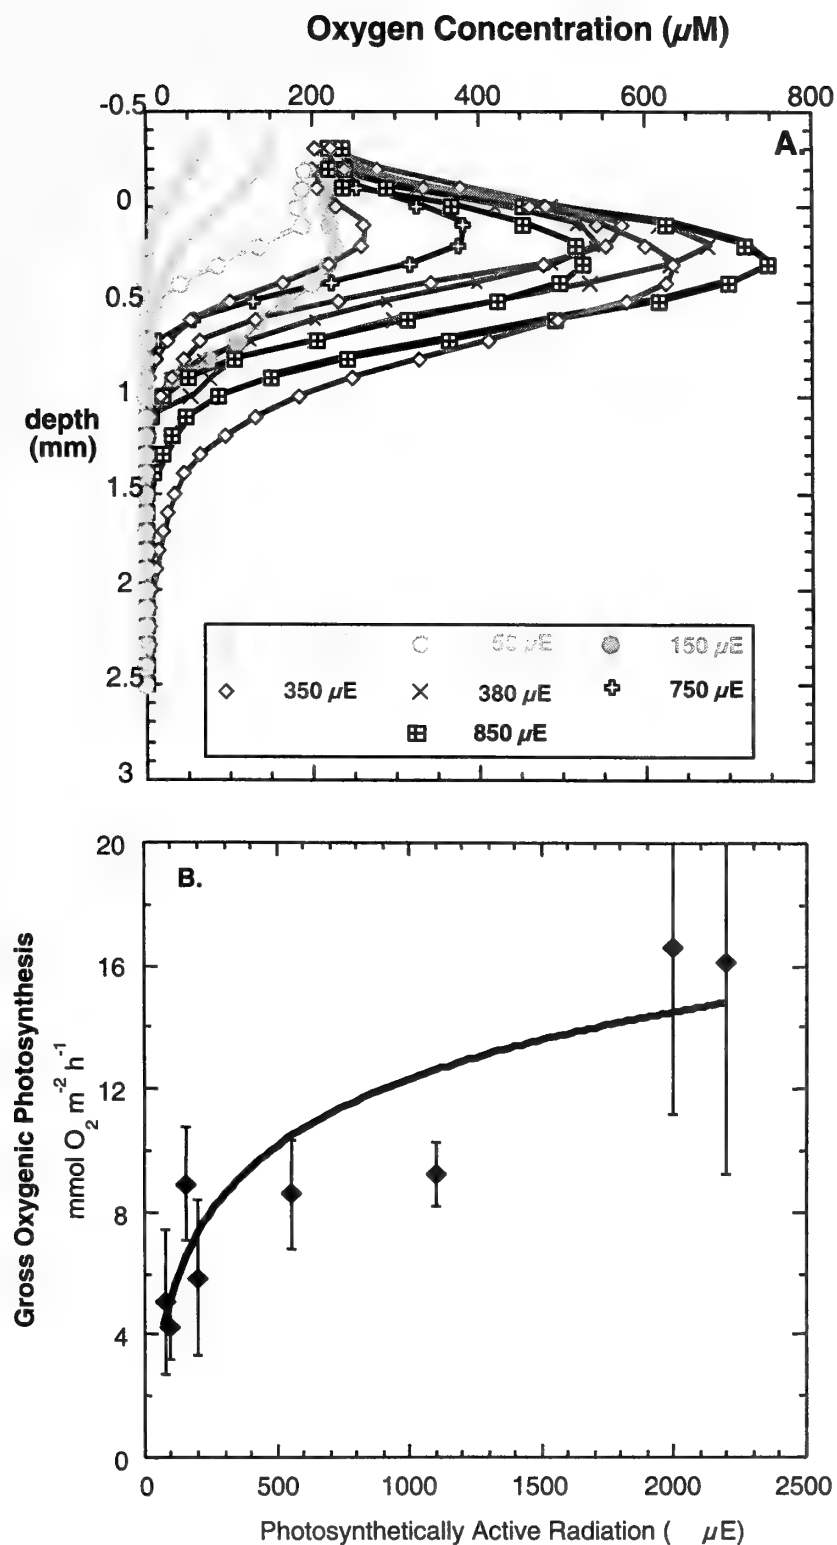 Oxygen Concentration (µM)
0 200 400 600 800
-0.5
A.
0
0.5
1
depth
(mm)
1.5
2
2.5
3
50 µE 150 µE
350 µE 380 µE 750 µE
850 µE
20
B.
16
12
8
4
0
Gross Oxygenic Photosynthesis
mmol O2 m-2 h-1
0 500 1000 1500 2000 2500
Photosynthetically Active Radiation ( µE)